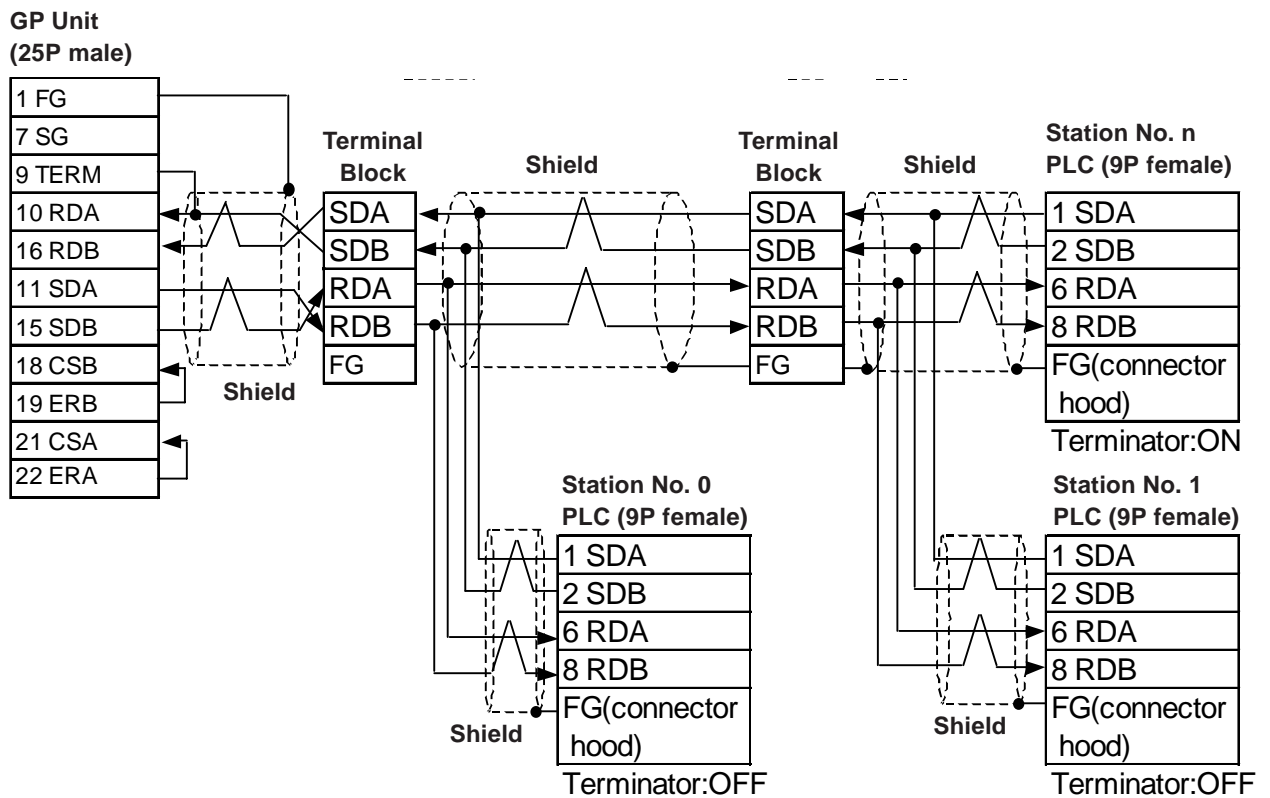 GP Unit
(25P male)
1 FG
7 SG
9 TERM
10 RDA
16 RDB
11 SDA
15 SDB
18 CSB
19 ERB
21 CSA
22 ERA
Shield
Terminal
Block
SDA
SDB
RDA
RDB
FG
Shield
Terminal
Block
SDA
SDB
RDA
RDB
FG
Shield
Station No. n
PLC (9P female)
1 SDA
2 SDB
6 RDA
8 RDB
FG(connector
hood)
Terminator:ON
Station No. 0
PLC (9P female)
1 SDA
2 SDB
6 RDA
8 RDB
FG(connector
hood)
Terminator:OFF
Shield
Station No. 1
PLC (9P female)
1 SDA
2 SDB
6 RDA
8 RDB
FG(connector
hood)
Terminator:OFF
Shield